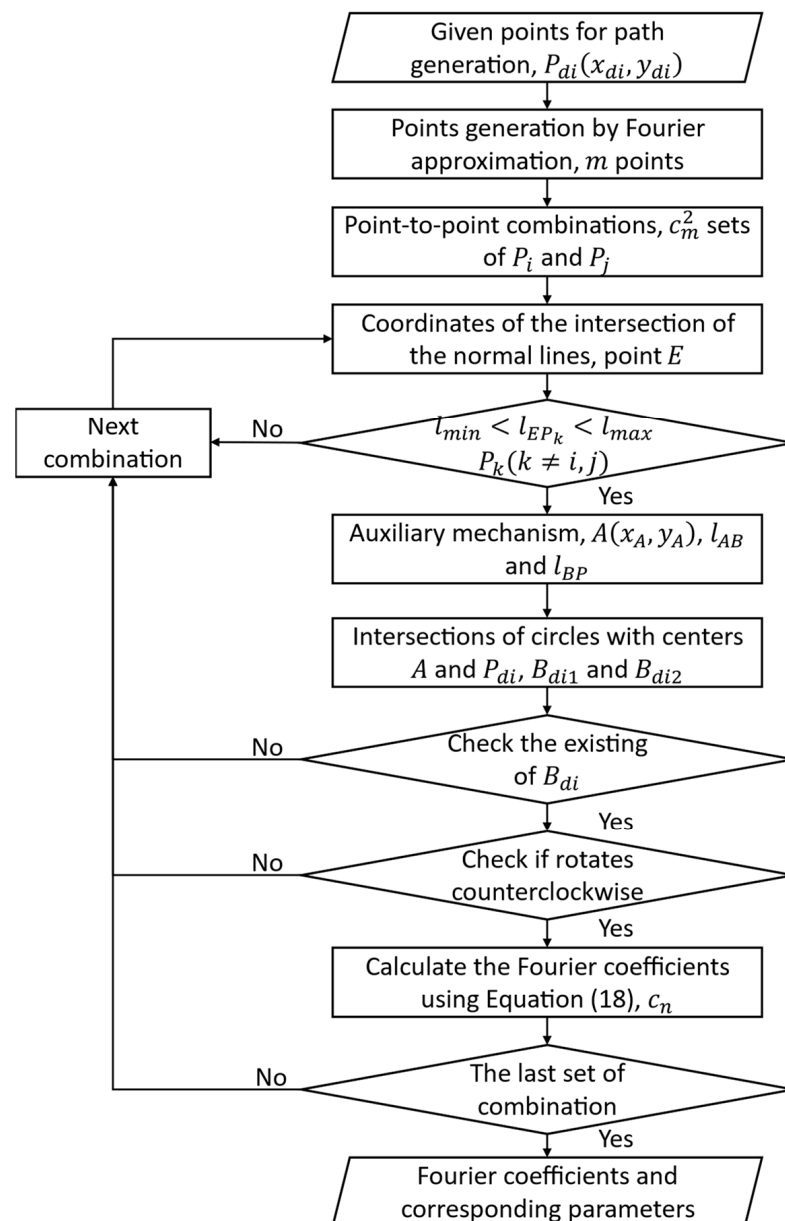 Given points for path
generation, $P_{di}(x_{di}, y_{di})$
Points generation by Fourier
approximation, $m$ points
Point-to-point combinations, $c_m^2$ sets
of $P_i$ and $P_j$
Coordinates of the intersection of
the normal lines, point $E$
Next
combination
No
$l_{min} < l_{EP_k} < l_{max}$
$P_k(k \neq i, j)$
Yes
Auxiliary mechanism, $A(x_A, y_A)$, $l_{AB}$
and $l_{BP}$
Intersections of circles with centers
$A$ and $P_{di}$, $B_{di1}$ and $B_{di2}$
No
Check the existing
of $B_{di}$
Yes
No
Check if rotates
counterclockwise
Yes
Calculate the Fourier coefficients
using Equation (18), $c_n$
No
The last set of
combination
Yes
Fourier coefficients and
corresponding parameters